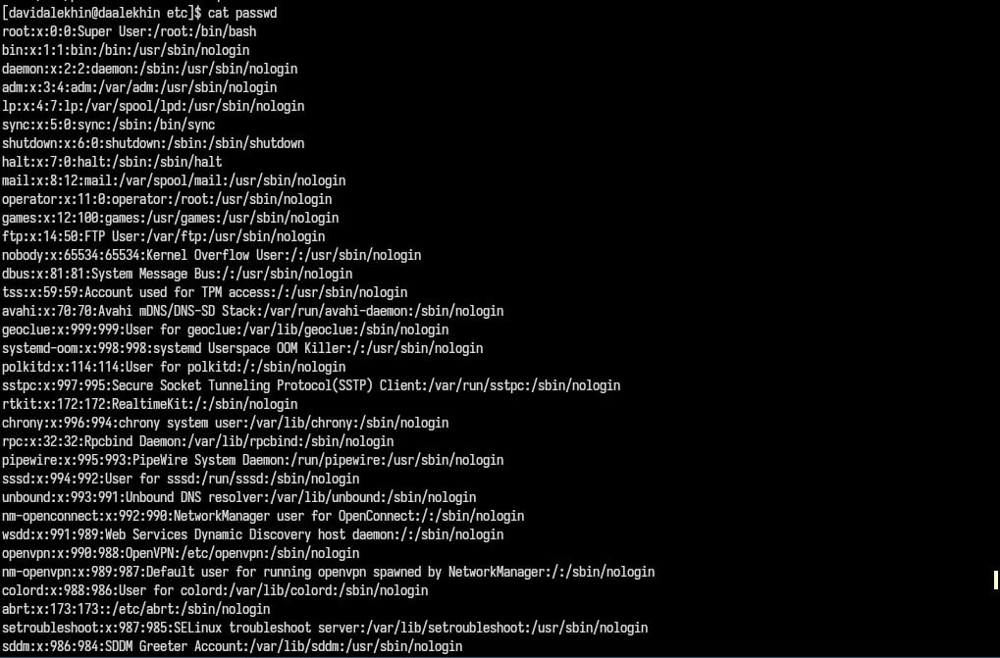 [davidalekhin@daalekhin etc]$ cat passwd
root:x:0:0:Super User:/root:/bin/bash
bin:x:1:1:bin:/bin:/usr/sbin/nologin
daemon:x:2:2:daemon:/sbin:/usr/sbin/nologin
adm:x:3:4:adm:/var/adm:/usr/sbin/nologin
lp:x:4:7:lp:/var/spool/lpd:/usr/sbin/nologin
sync:x:5:0:sync:/sbin:/bin/sync
shutdown:x:6:0:shutdown:/sbin:/sbin/shutdown
halt:x:7:0:halt:/sbin:/sbin/halt
mail:x:8:12:mail:/var/spool/mail:/usr/sbin/nologin
operator:x:11:0:operator:/root:/usr/sbin/nologin
games:x:12:100:games:/usr/games:/usr/sbin/nologin
ftp:x:14:50:FTP User:/var/ftp:/usr/sbin/nologin
nobody:x:65534:65534:Kernel Overflow User:/:/usr/sbin/nologin
dbus:x:81:81:System Message Bus:/:/usr/sbin/nologin
tss:x:59:59:Account used for TPM access:/:/usr/sbin/nologin
avahi:x:70:70:Avahi mDNS/DNS-SD Stack:/var/run/avahi-daemon:/sbin/nologin
geoclue:x:999:999:User for geoclue:/var/lib/geoclue:/sbin/nologin
systemd-oom:x:998:998:systemd Userspace OOM Killer:/:/usr/sbin/nologin
polkitd:x:114:114:User for polkitd:/:/sbin/nologin
sstpc:x:997:995:Secure Socket Tunneling Protocol(SSTP) Client:/var/run/sstpc:/sbin/nologin
rtkit:x:172:172:RealtimeKit:/:/sbin/nologin
chrony:x:996:994:chrony system user:/var/lib/chrony:/sbin/nologin
rpc:x:32:32:Rpcbind Daemon:/var/lib/rpcbind:/sbin/nologin
pipewire:x:995:993:PipeWire System Daemon:/run/pipewire:/usr/sbin/nologin
sssd:x:994:992:User for sssd:/run/sssd:/sbin/nologin
unbound:x:993:991:Unbound DNS resolver:/var/lib/unbound:/sbin/nologin
nm-openconnect:x:992:990:NetworkManager user for OpenConnect:/:/sbin/nologin
wsdd:x:991:989:Web Services Dynamic Discovery host daemon:/:/sbin/nologin
openvpn:x:990:988:OpenVPN:/etc/openvpn:/sbin/nologin
nm-openvpn:x:989:987:Default user for running openvpn spawned by NetworkManager:/:/sbin/nologin
colord:x:988:986:User for colord:/var/lib/colord:/sbin/nologin
abrt:x:173:173::/etc/abrt:/sbin/nologin
setroubleshoot:x:987:985:SELinux troubleshoot server:/var/lib/setroubleshoot:/usr/sbin/nologin
sddm:x:986:984:SDDM Greeter Account:/var/lib/sddm:/usr/sbin/nologin